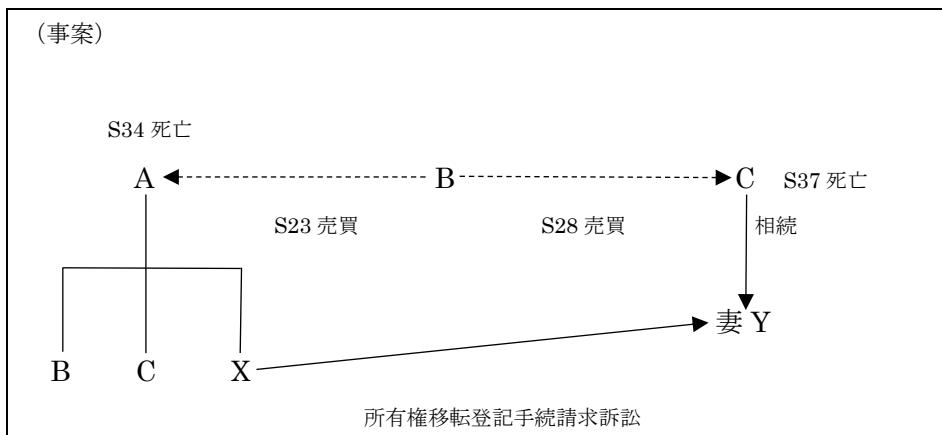 （事案）
S34 死亡
A B C S37 死亡
S23 売買 S28 売買 相続
妻 Y
B C X
所有権移転登記手続請求訴訟